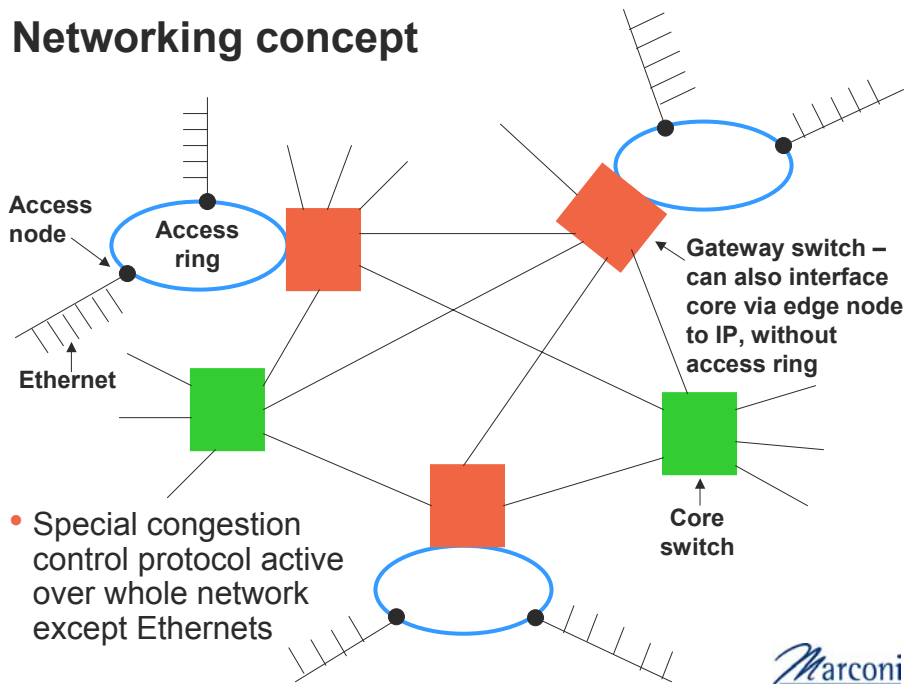 Networking concept
Access
node
Access
ring
Ethernet
Gateway switch –
can also interface
core via edge node
to IP, without
access ring
Core
switch
• Special congestion
control protocol active
over whole network
except Ethernets
Marconi